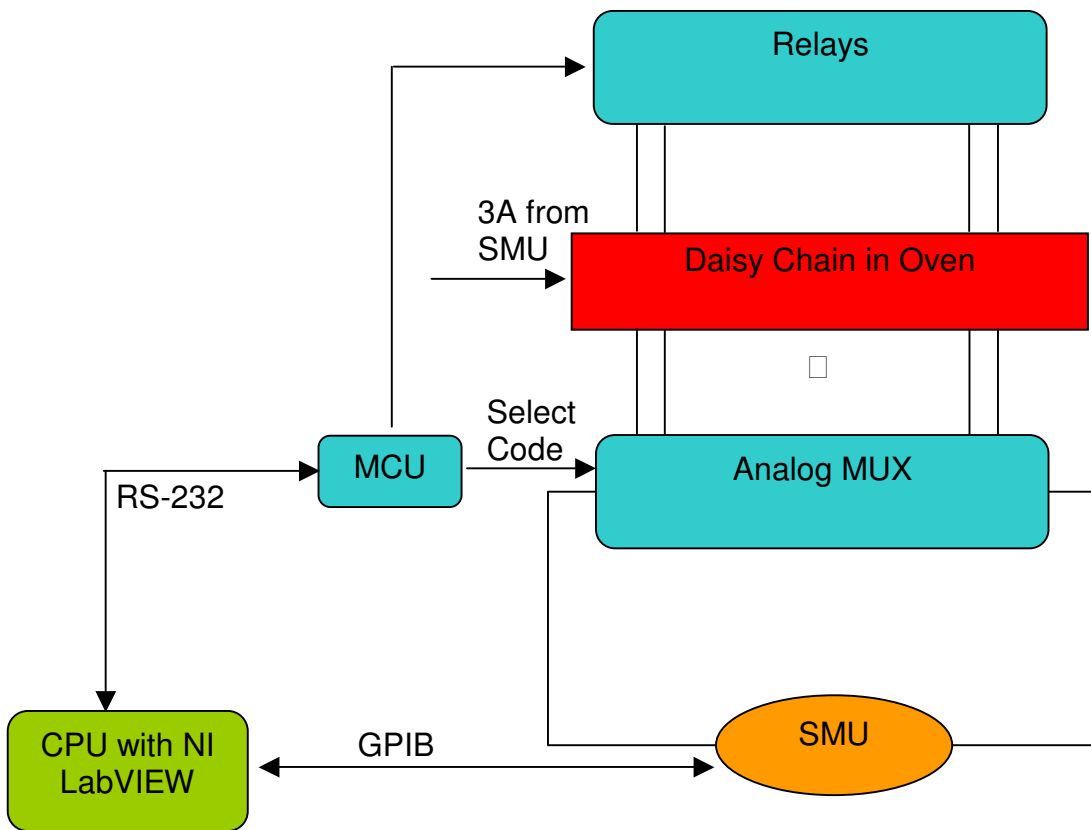 Relays
3A from
SMU
Daisy Chain in Oven
Select
Code
MCU
Analog MUX
RS-232
SMU
CPU with NI
LabVIEW
GPIB